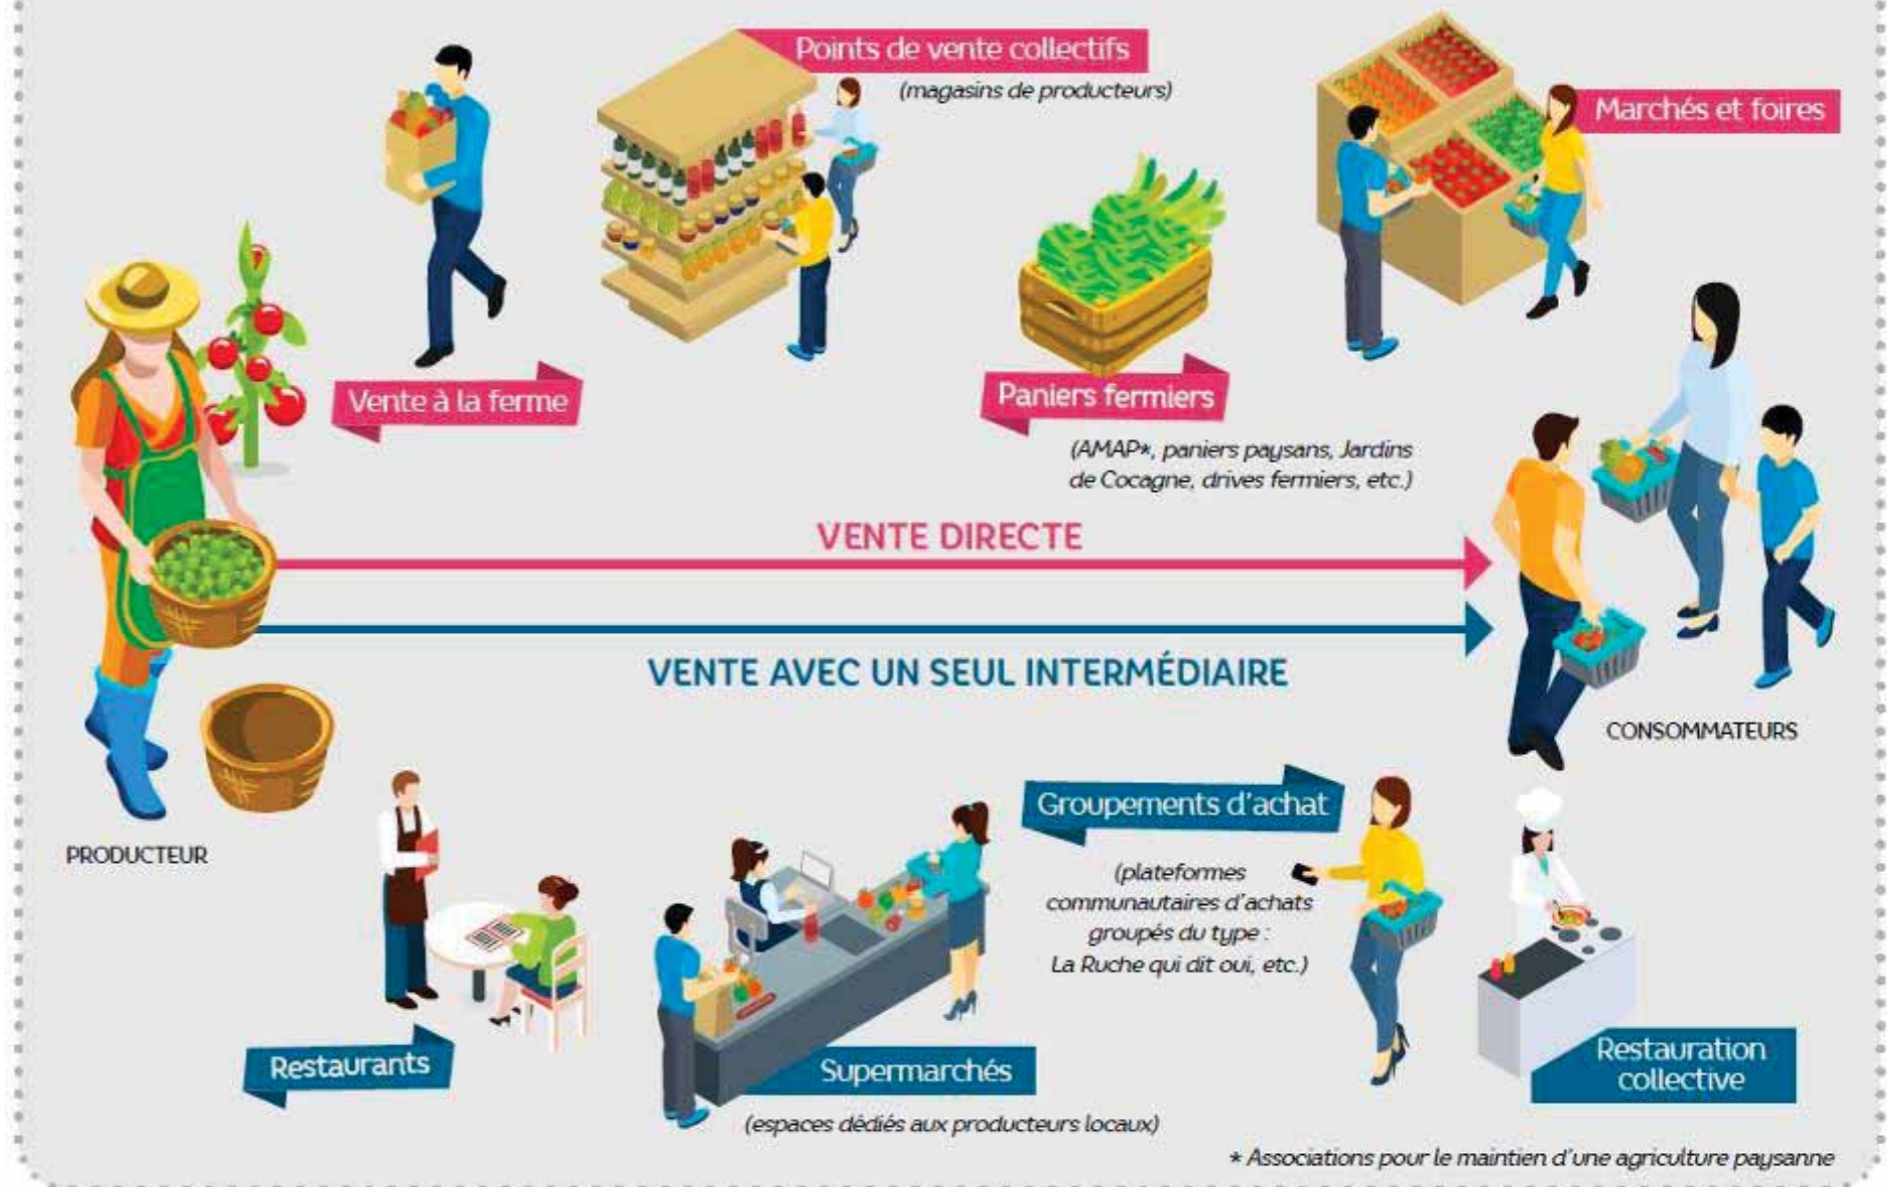 Points de vente collectifs
(magasins de producteurs)
Marchés et foires
Vente à la ferme
Paniers fermiers
(AMAP*, paniers paysans, Jardins
de Cocagne, drives fermiers, etc.)
VENTE DIRECTE
VENTE AVEC UN SEUL INTERMÉDIAIRE
CONSOMMATEURS
PRODUCTEUR
Groupements d'achat
(plateformes
communautaires d'achats
groupés du type :
La Ruche qui dit oui, etc.)
Restaurants
Supermarchés
(espaces dédiés aux producteurs locaux)
Restauration
collective
* Associations pour le maintien d'une agriculture paysanne